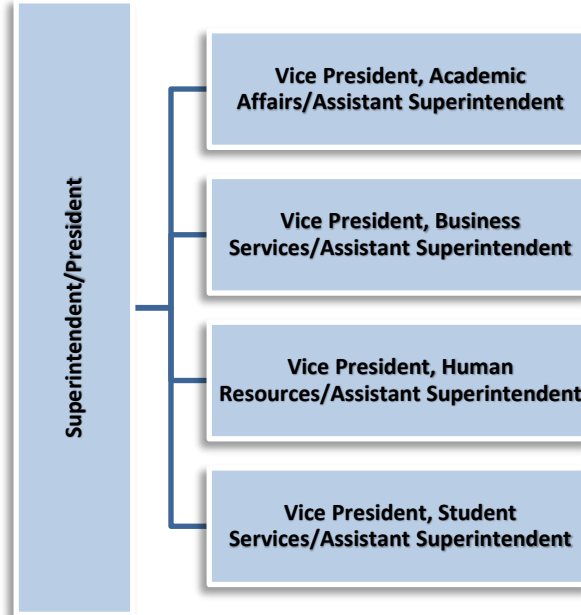 Superintendent/President
Vice President, Academic
Affairs/Assistant Superintendent
Vice President, Business
Services/Assistant Superintendent
Vice President, Human
Resources/Assistant Superintendent
Vice President, Student
Services/Assistant Superintendent